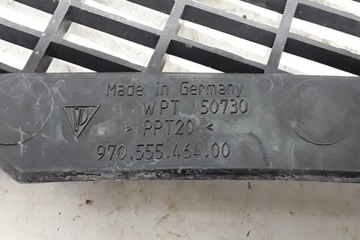 Made in Germany
WPT 50730
> PPT20 <
970.555.464.00